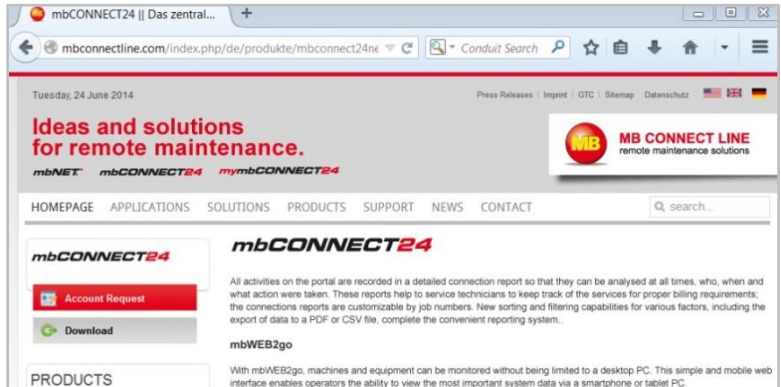 mbCONNECT24 || Das zentral...
mbconnectline.com/index.php/de/produkte/mbconnect24ne
Conduit Search
Tuesday, 24 June 2014
Press Releases | Imprint | GTC | Sitemap Datenschutz
Ideas and solutions
for remote maintenance.
mbNET. mbCONNECT24 mymbCONNECT24
MB
MB CONNECT LINE
remote maintenance solutions
HOMEPAGE APPLICATIONS SOLUTIONS PRODUCTS SUPPORT NEWS CONTACT
search...
mbCONNECT24
Account Request
Download
PRODUCTS
mbCONNECT24
All activities on the portal are recorded in a detailed connection report so that they can be analysed at all times, who, when and
what action were taken. These reports help to service technicians to keep track of the services for proper billing requirements;
the connections reports are customizable by job numbers. New sorting and filtering capabilities for various factors, including the
export of data to a PDF or CSV file, complete the convenient reporting system..
mbWEB2go
With mbWEB2go, machines and equipment can be monitored without being limited to a desktop PC. This simple and mobile web
interface enables operators the ability to view the most important system data via a smartphone or tablet PC.